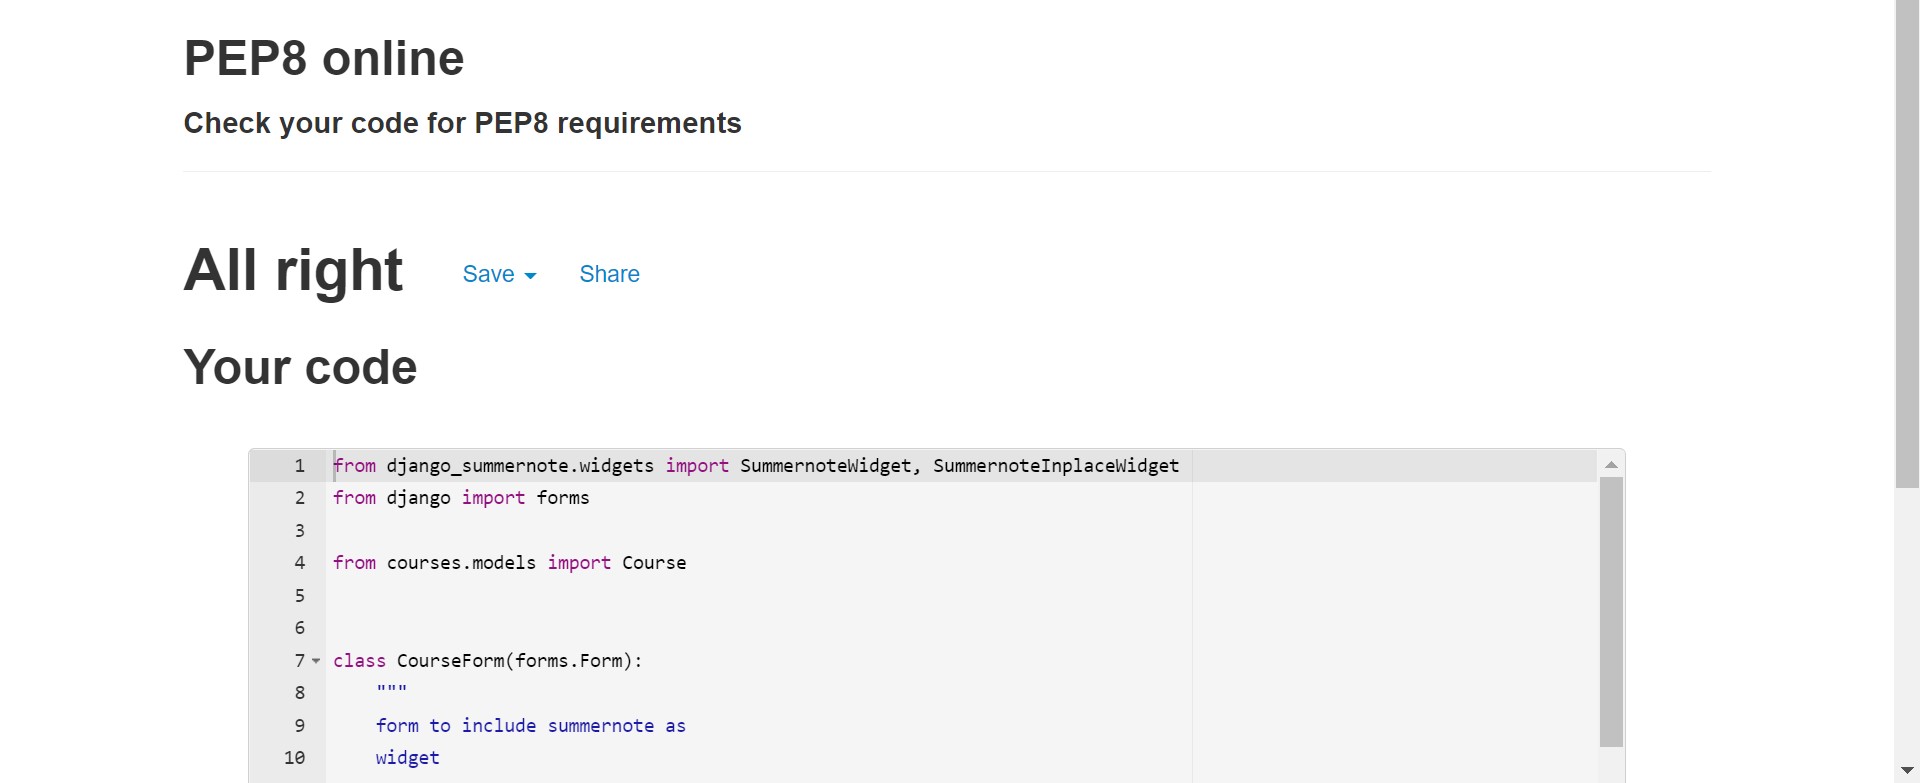 PEP8 online
Check your code for PEP8 requirements
All right Save Share
Your code
1 from django_summernote.widgets import SummernoteWidget, SummernoteInplaceWidget
2 from django import forms
3
4 from courses.models import Course
5
6
7 class CourseForm(forms.Form):
8 """
9 form to include summernote as
10 widget